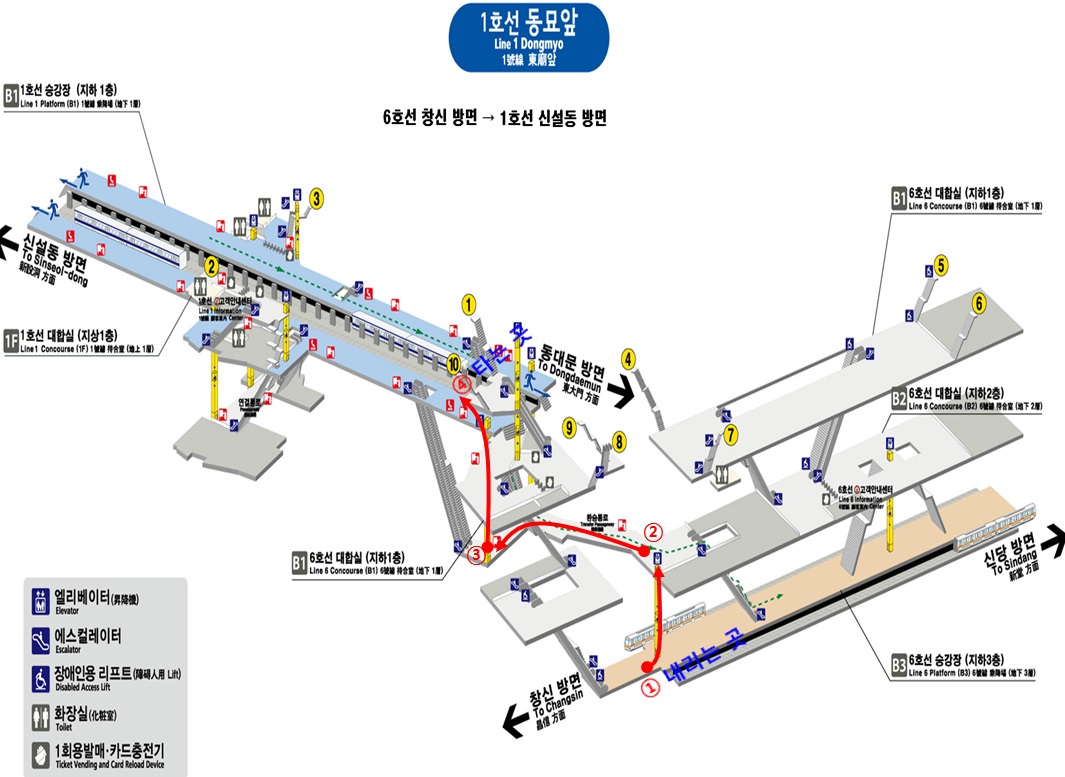 1호선 동묘앞
Line 1 Dongmyo
1號線 東廟앞
6호선 창신 방면 → 1호선 신설동 방면
B1 1호선 승강장 (지하 1층)
Line 1 Platform (B1) 1號線 乘降場 (地下 1層)
B1 6호선 대합실 (지하1층)
Line 6 Concourse (B1) 6號線 待合室 (地下 1層)
3
신설동 방면
To Sinseol-dong
新設洞 方面
2
1호선 고객안내센터
Line 1 Information
1F 1호선 대합실 (지상1층)
Line 1 Concourse (1F) 1號線 待合室 (地上 1層)
연결통로
1
10
④ 타는 곳
동대문 방면
To Dongdaemun
東大門 方面
4
5
6
7
9
8
B2 6호선 대합실 (지하2층)
Line 6 Concourse (B2) 6號線 待合室 (地下 2層)
6호선 고객안내센터
Line 6 Information
환승통로
Transfer Passageway
②
③
B1 6호선 대합실 (지하1층)
Line 6 Concourse (B1) 6號線 待合室 (地下 1層)
신당 방면
To Sindang
新堂 方面
① 내리는 곳
창신 방면
To Changsin
昌信 方面
B3 6호선 승강장 (지하3층)
Line 6 Platform (B3) 6號線 乘降場 (地下 3層)
엘리베이터(昇降機)
Elevator
에스컬레이터
Escalator
장애인용 리프트(障碍人用 Lift)
Disabled Access Lift
화장실(化粧室)
Toilet
1회용발매·카드충전기
Ticket Vending and Card Reload Device